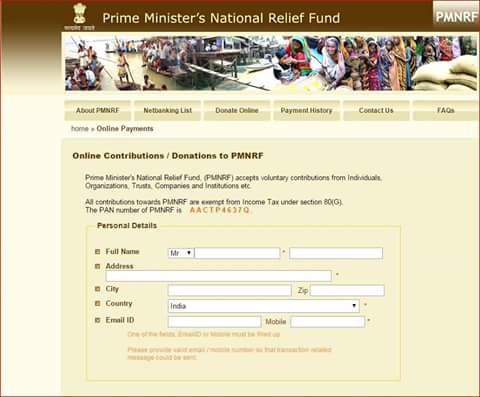 Prime Minister's National Relief Fund
PMNRF
सत्यमेव जयते
About PMNRF
Netbanking List
Donate Online
Payment History
Contact Us
FAQs
home » Online Payments
Online Contributions / Donations to PMNRF
Prime Minister's National Relief Fund, (PMNRF) accepts voluntary contributions from Individuals,
Organizations, Trusts, Companies and Institutions etc.
All contributions towards PMNRF are exempt from Income Tax under section 80(G).
The PAN number of PMNRF is A A C T P 4 6 3 7 Q .
Personal Details
Full Name Mr *
Address
*
City Zip
Country India *
Email ID Mobile *
One of the fields, EmailID or Mobile must be filled up
Please provide valid email / mobile number so that transaction related
message could be sent.